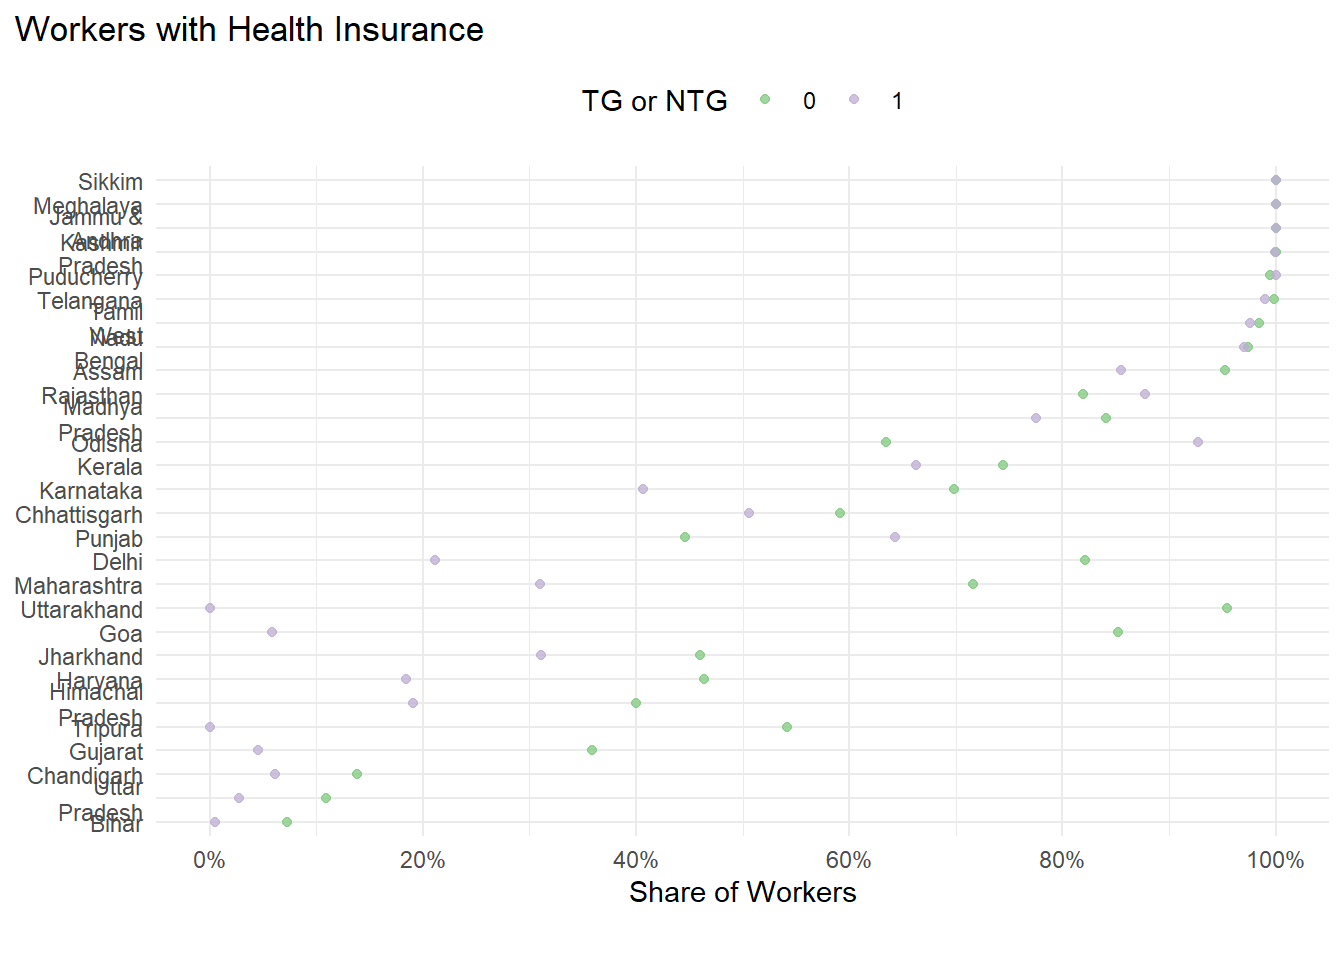 Workers with Health Insurance
TG or NTG 0 1
Sikkim
Meghalaya
Jammu &
Kashmir
Andhra
Pradesh
Puducherry
Telangana
Tamil
Nadu
West
Bengal
Assam
Rajasthan
Madhya
Pradesh
Odisha
Kerala
Karnataka
Chhattisgarh
Punjab
Delhi
Maharashtra
Uttarakhand
Goa
Jharkhand
Haryana
Himachal
Pradesh
Tripura
Gujarat
Chandigarh
Uttar
Pradesh
Bihar
0% 20% 40% 60% 80% 100%
Share of Workers